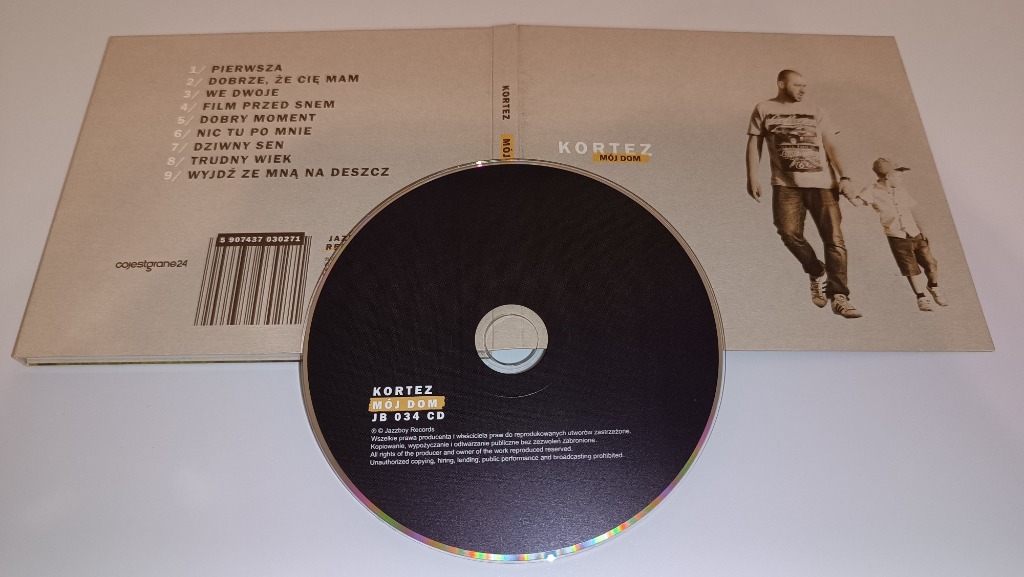 1/ PIERWSZA
2/ DOBRZE, ŻE CIĘ MAM
3/ WE DWOJE
4/ FILM PRZED SNEM
5/ DOBRY MOMENT
6/ NIC TU PO MNIE
7/ DZIWNY SEN
8/ TRUDNY WIEK
9/ WYJDŹ ZE MNĄ NA DESZCZ
cojestgrane24
5 907437 030271
KORTEZ MÓJ
KORTEZ
MÓJ DOM
KORTEZ
MÓJ DOM
JB 034 CD
℗ © Jazzboy Records
Wszelkie prawa producenta i właściciela praw do reprodukowanych utworów zastrzeżone.
Kopiowanie, wypożyczanie i odtwarzanie publiczne bez zezwoleń zabronione.
All rights of the producer and owner of the work reproduced reserved.
Unauthorized copying, hiring, lending, public performance and broadcasting prohibited.